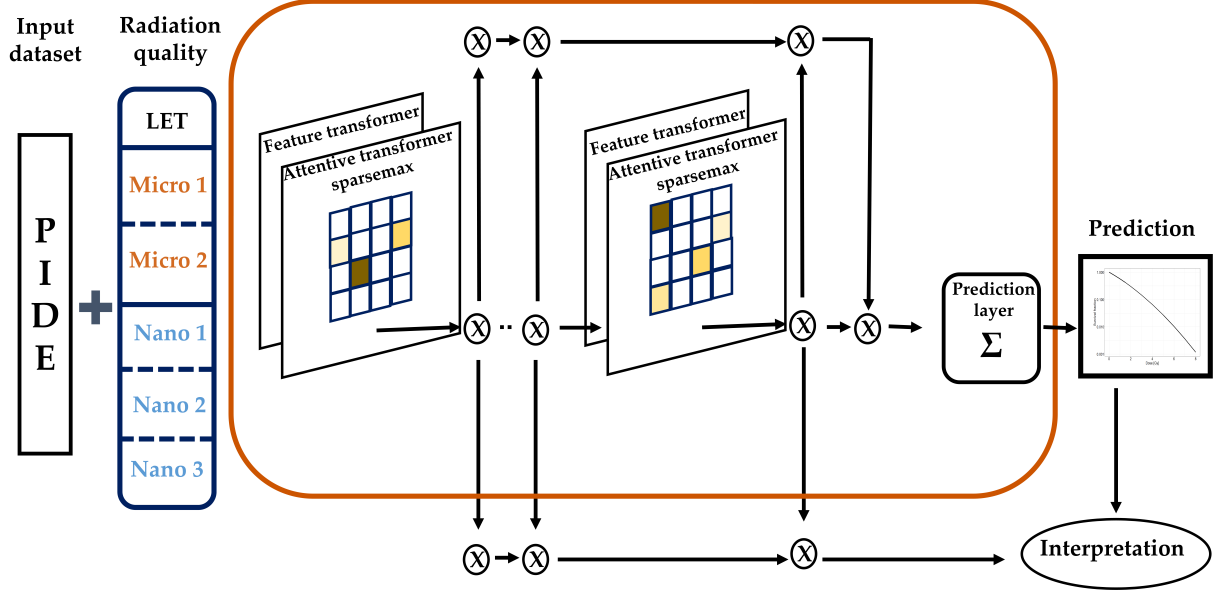 Input
dataset
Radiation
quality
P
I
D
E
LET
Micro 1
Micro 2
Nano 1
Nano 2
Nano 3
X
X
X
Feature transformer
Attentive transformer
sparsemax
X
..
X
Feature transformer
Attentive transformer
sparsemax
X
X
Prediction
layer
Σ
Prediction
X
X
X
Interpretation